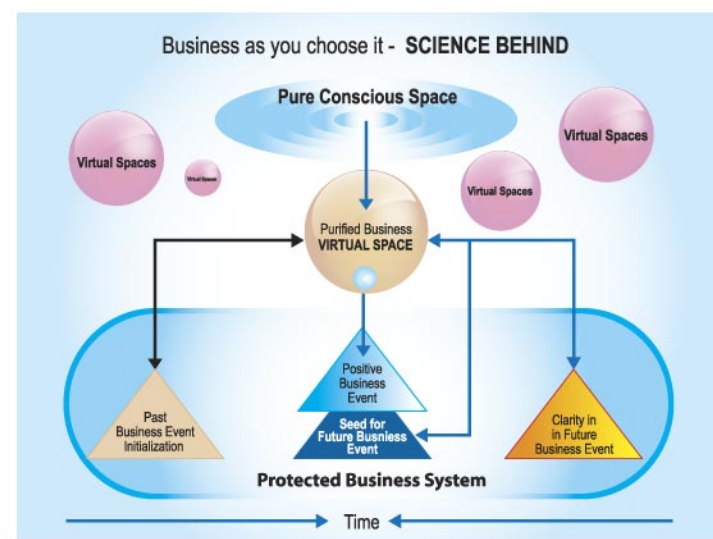 Business as you choose it - SCIENCE BEHIND
Pure Conscious Space
Virtual Spaces
Virtual Spaces
Virtual Spaces
Virtual Spaces
Purified Business
VIRTUAL SPACE
Past
Business Event
Initialization
Positive
Business
Event
Seed for
Future Busniess
Event
Clarity in
in Future
Business Event
Protected Business System
Time